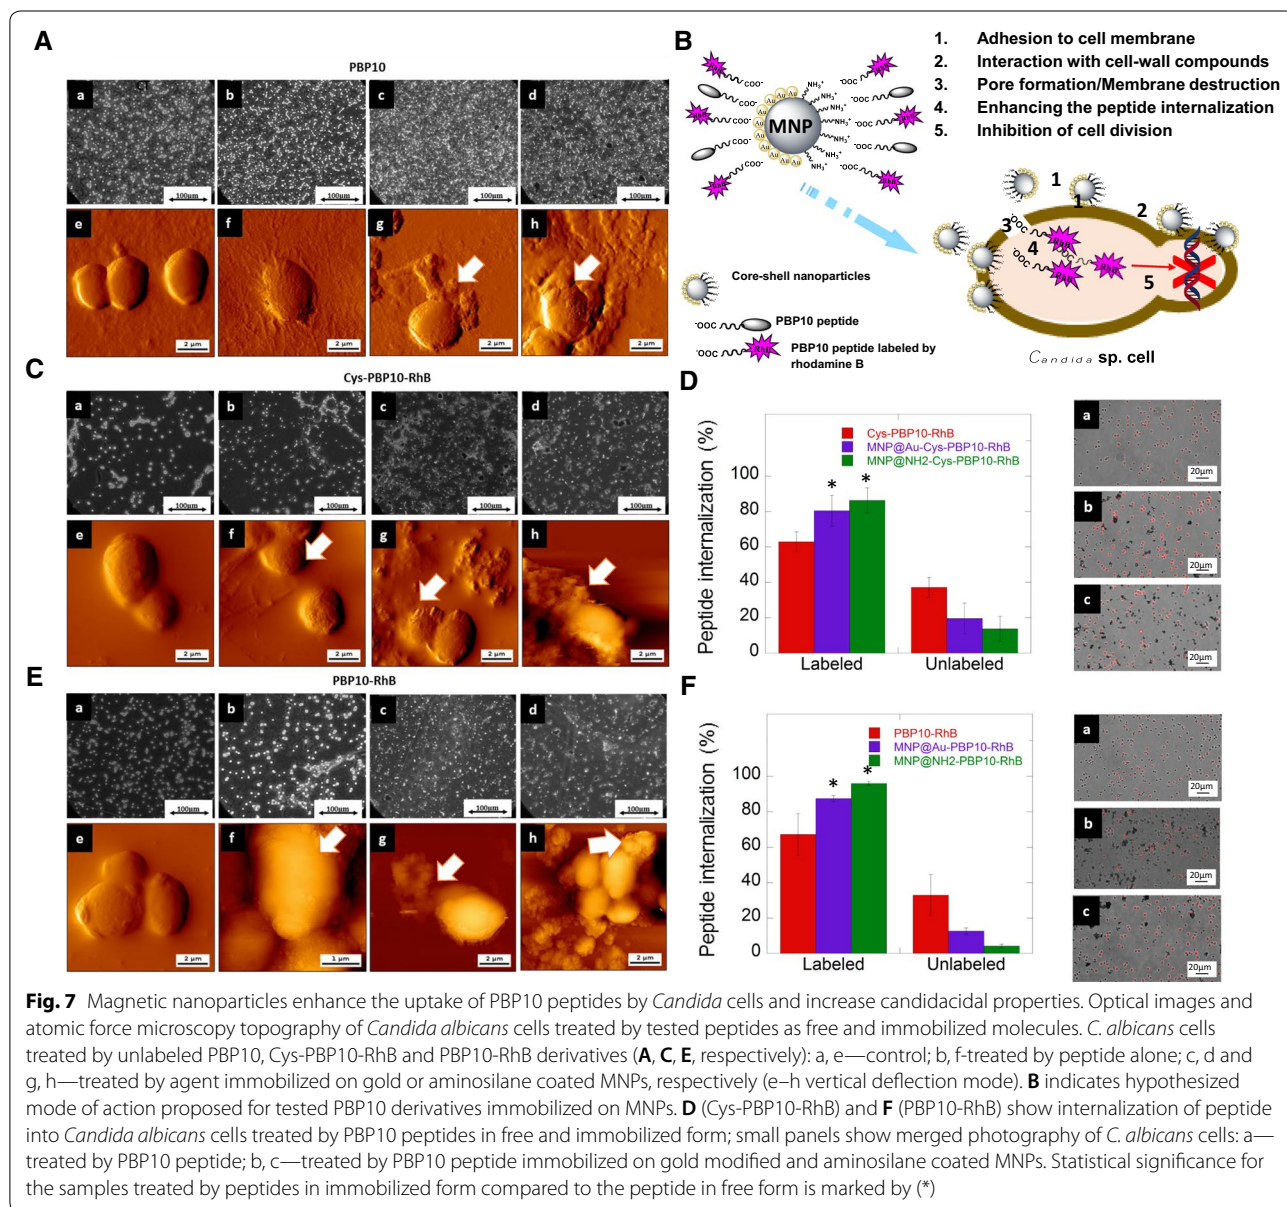 A
PBP10
a
CT
b
c
d
100μm
100μm
100μm
100μm
e
f
g
h
2 μm
2 μm
2 μm
2 μm
B
RhB
COO-
-OOC
NH3+
Au
MNP
1. Adhesion to cell membrane
2. Interaction with cell-wall compounds
3. Pore formation/Membrane destruction
4. Enhancing the peptide internalization
5. Inhibition of cell division
1
1
2
3
4
5
-OOC
RhB
RhB
RhB
Core-shell nanoparticles
-OOC
PBP10 peptide
-OOC
RhB
PBP10 peptide labeled by
rhodamine B
Candida sp. cell
C
Cys-PBP10-RhB
a
b
c
d
100μm
100μm
100μm
100μm
e
f
g
h
2 μm
2 μm
2 μm
2 μm
D
Peptide internalization (%)
100
80
60
40
20
0
Cys-PBP10-RhB
MNP@Au-Cys-PBP10-RhB
MNP@NH2-Cys-PBP10-RhB
* *
Labeled
Unlabeled
a
20μm
b
20μm
c
20μm
E
PBP10-RhB
a
b
c
d
100μm
100μm
100μm
100μm
e
f
g
h
2 μm
1 μm
2 μm
2 μm
F
Peptide internalization (%)
100
80
60
40
20
0
PBP10-RhB
MNP@Au-PBP10-RhB
MNP@NH2-PBP10-RhB
* *
Labeled
Unlabeled
a
20μm
b
20μm
c
20μm
Fig. 7 Magnetic nanoparticles enhance the uptake of PBP10 peptides by Candida cells and increase candidacidal properties. Optical images and
atomic force microscopy topography of Candida albicans cells treated by tested peptides as free and immobilized molecules. C. albicans cells
treated by unlabeled PBP10, Cys-PBP10-RhB and PBP10-RhB derivatives (A, C, E, respectively): a, e—control; b, f-treated by peptide alone; c, d and
g, h—treated by agent immobilized on gold or aminosilane coated MNPs, respectively (e–h vertical deflection mode). B indicates hypothesized
mode of action proposed for tested PBP10 derivatives immobilized on MNPs. D (Cys-PBP10-RhB) and F (PBP10-RhB) show internalization of peptide
into Candida albicans cells treated by PBP10 peptides in free and immobilized form; small panels show merged photography of C. albicans cells: a—
treated by PBP10 peptide; b, c—treated by PBP10 peptide immobilized on gold modified and aminosilane coated MNPs. Statistical significance for
the samples treated by peptides in immobilized form compared to the peptide in free form is marked by (*)